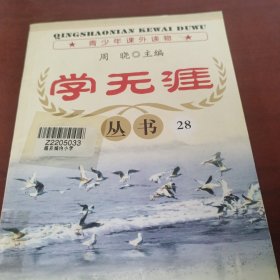 QINGSHAONIAN KEWAI DUWU
★ 青少年课外读物 ★
周 晓○主编
学无涯
丛书 28
Z2205033